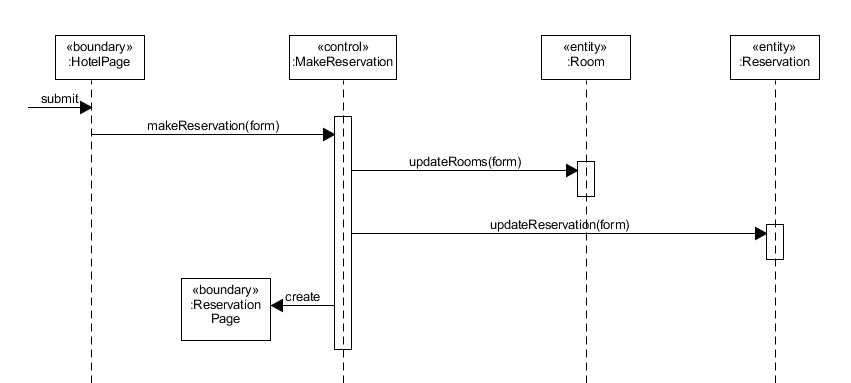 «boundary»
:HotelPage
«control»
:MakeReservation
«entity»
:Room
«entity»
:Reservation
submit
makeReservation(form)
updateRooms(form)
updateReservation(form)
«boundary»
:Reservation
Page
create